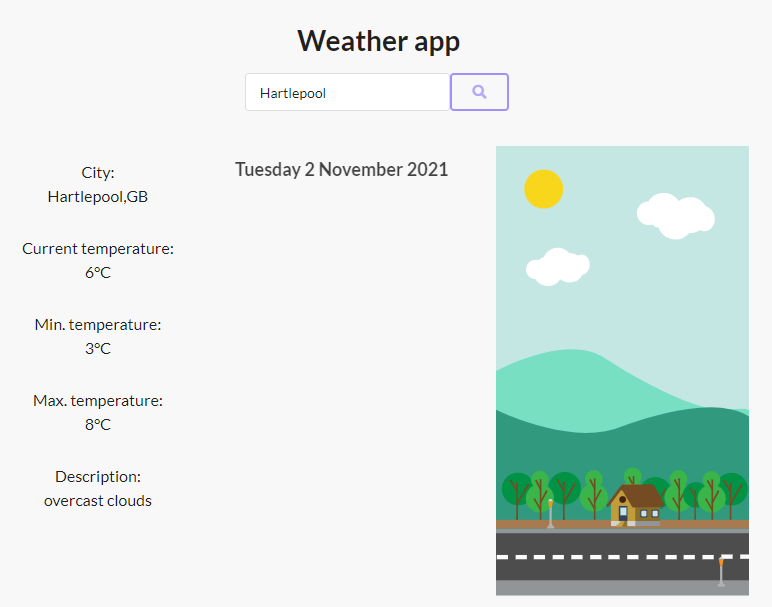 Weather app
Hartlepool
City:
Hartlepool,GB
Current temperature:
6°C
Min. temperature:
3°C
Max. temperature:
8°C
Description:
overcast clouds
Tuesday 2 November 2021